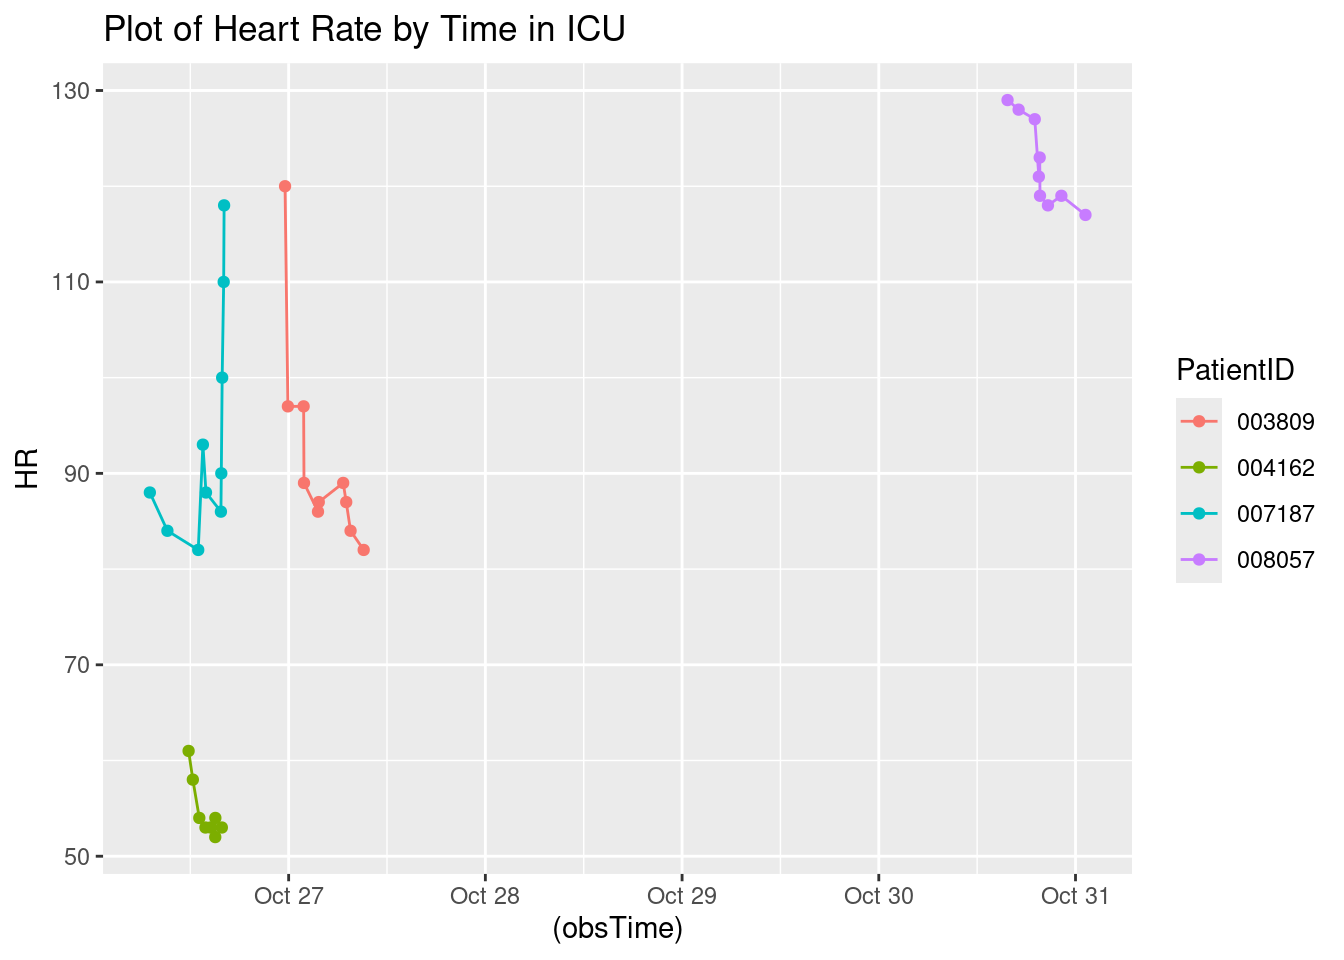 Plot of Heart Rate by Time in ICU
130
110
90
70
50
HR
Oct 27 Oct 28 Oct 29 Oct 30 Oct 31
(obsTime)
PatientID
003809
004162
007187
008057